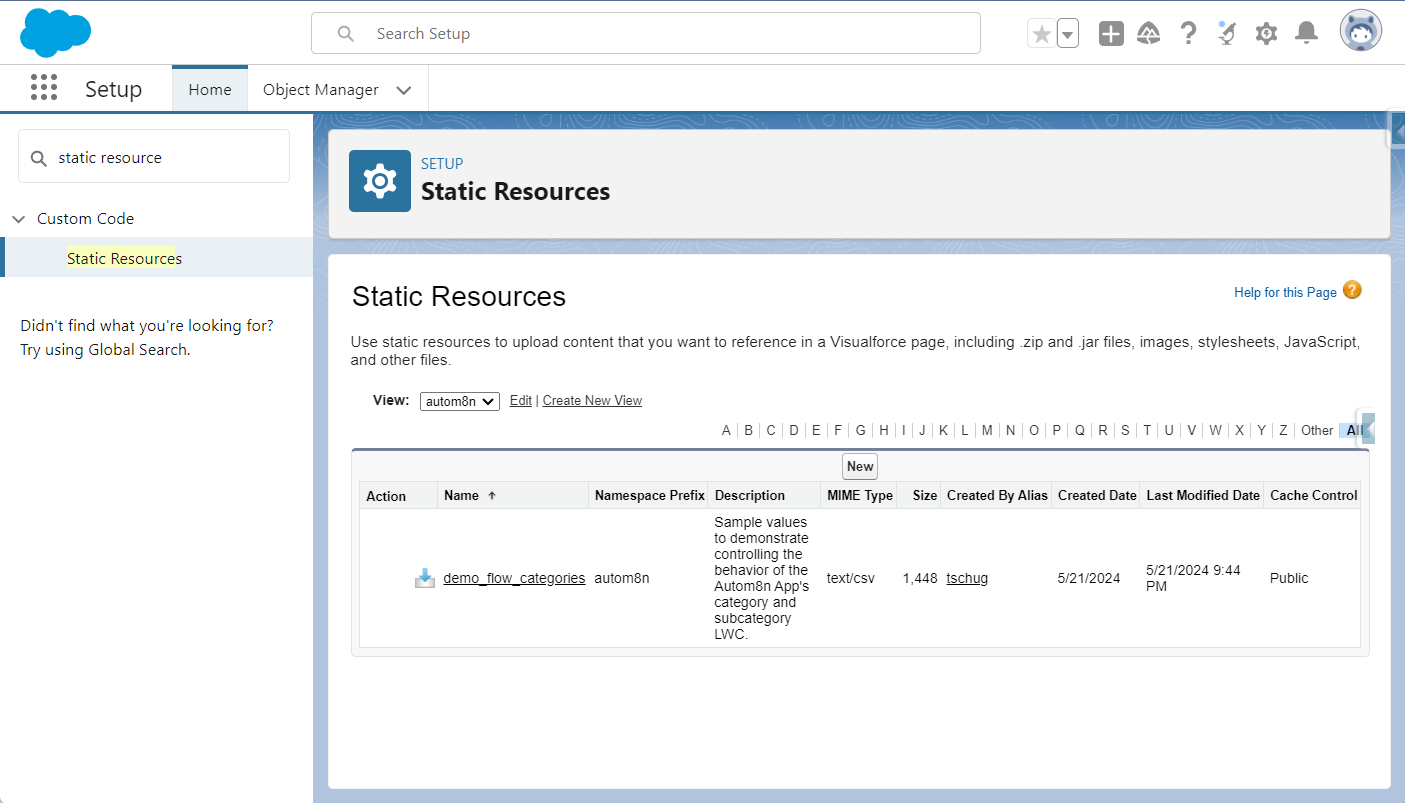 Search Setup
Setup
Home
Object Manager
static resource
Custom Code
Static Resources
Didn't find what you're looking for?
Try using Global Search.
SETUP
Static Resources
Static Resources
Help for this Page ?
Use static resources to upload content that you want to reference in a Visualforce page, including .zip and .jar files, images, stylesheets, JavaScript,
and other files.
View: autom8n Edit | Create New View
A | B | C | D | E | F | G | H | I | J | K | L | M | N | O | P | Q | R | S | T | U | V | W | X | Y | Z | Other All
New
Action Name ↑ Namespace Prefix Description MIME Type Size Created By Alias Created Date Last Modified Date Cache Control
demo_flow_categories autom8n
Sample values
to demonstrate
controlling the
behavior of the
Autom8n App's
category and
subcategory
LWC.
text/csv 1,448 tschug 5/21/2024
5/21/2024 9:44
PM
Public